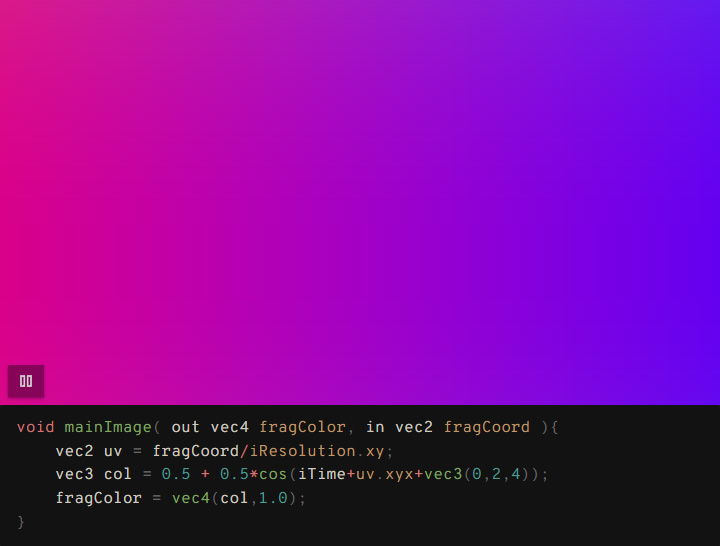 void mainImage( out vec4 fragColor, in vec2 fragCoord ){
    vec2 uv = fragCoord/iResolution.xy;
    vec3 col = 0.5 + 0.5*cos(iTime+uv.xyx+vec3(0,2,4));
    fragColor = vec4(col,1.0);
}